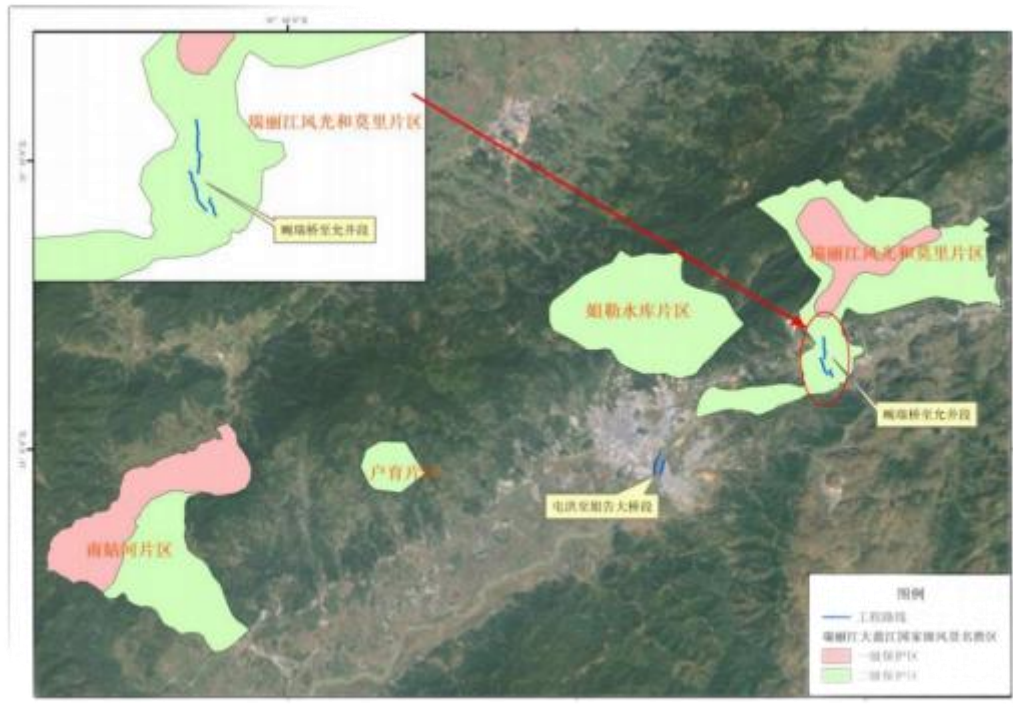 瑞丽江风光和莫里片区
畹瑞桥至允井段
瑞丽江风光和莫里片区
姐勒水库片区
畹瑞桥至允井段
户育片
屯洪至姐告大桥段
南姑河片区
图例
工程路线
瑞丽江大盈江国家级风景名胜区
一级保护区
二级保护区